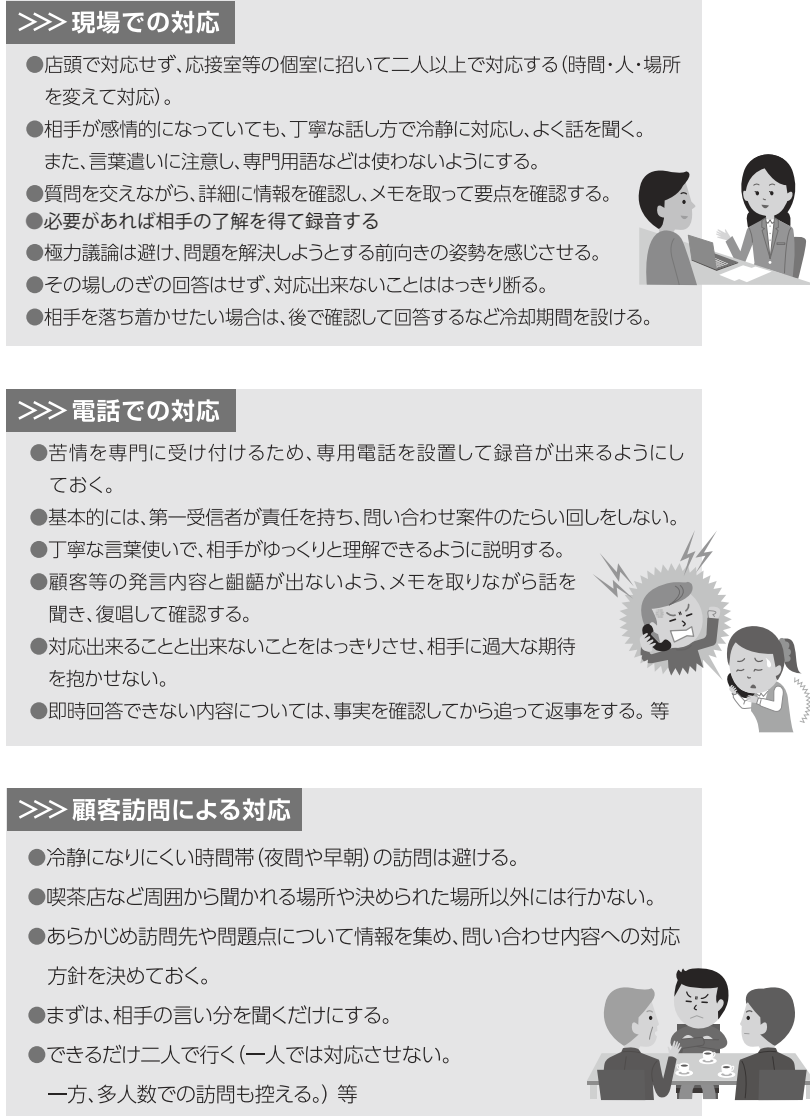 >>> 現場での対応
●店頭で対応せず、応接室等の個室に招いて二人以上で対応する（時間・人・場所
を変えて対応）。
●相手が感情的になっていても、丁寧な話し方で冷静に対応し、よく話を聞く。
また、言葉遣いに注意し、専門用語などは使わないようにする。
●質問を交えながら、詳細に情報を確認し、メモを取って要点を確認する。
●必要があれば相手の了解を得て録音する
●極力議論は避け、問題を解決しようとする前向きの姿勢を感じさせる。
●その場しのぎの回答はせず、対応出来ないことははっきり断る。
●相手を落ち着かせたい場合は、後で確認して回答するなど冷却期間を設ける。
>>> 電話での対応
●苦情を専門に受け付けるため、専用電話を設置して録音が出来るようにし
ておく。
●基本的には、第一受信者が責任を持ち、問い合わせ案件のたらい回しをしない。
●丁寧な言葉使いで、相手がゆっくりと理解できるように説明する。
●顧客等の発言内容と齟齬が出ないよう、メモを取りながら話を
聞き、復唱して確認する。
●対応出来ることと出来ないことをはっきりさせ、相手に過大な期待
を抱かせない。
●即時回答できない内容については、事実を確認してから追って返事をする。等
>>> 顧客訪問による対応
●冷静になりにくい時間帯（夜間や早朝）の訪問は避ける。
●喫茶店など周囲から聞かれる場所や決められた場所以外には行かない。
●あらかじめ訪問先や問題点について情報を集め、問い合わせ内容への対応
方針を決めておく。
●まずは、相手の言い分を聞くだけにする。
●できるだけ二人で行く（一人では対応させない。
一方、多人数での訪問も控える。）等